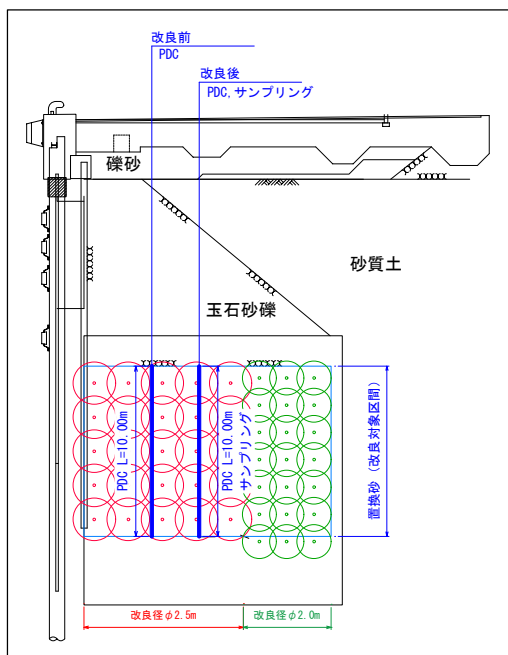 改良前
PDC
改良後
PDC,サンプリング
礫砂
砂質土
玉石砂礫
PDC L=10.00m
PDC L=10.00m
サンプリング
置換砂（改良対象区間）
改良径φ2.5m
改良径φ2.0m